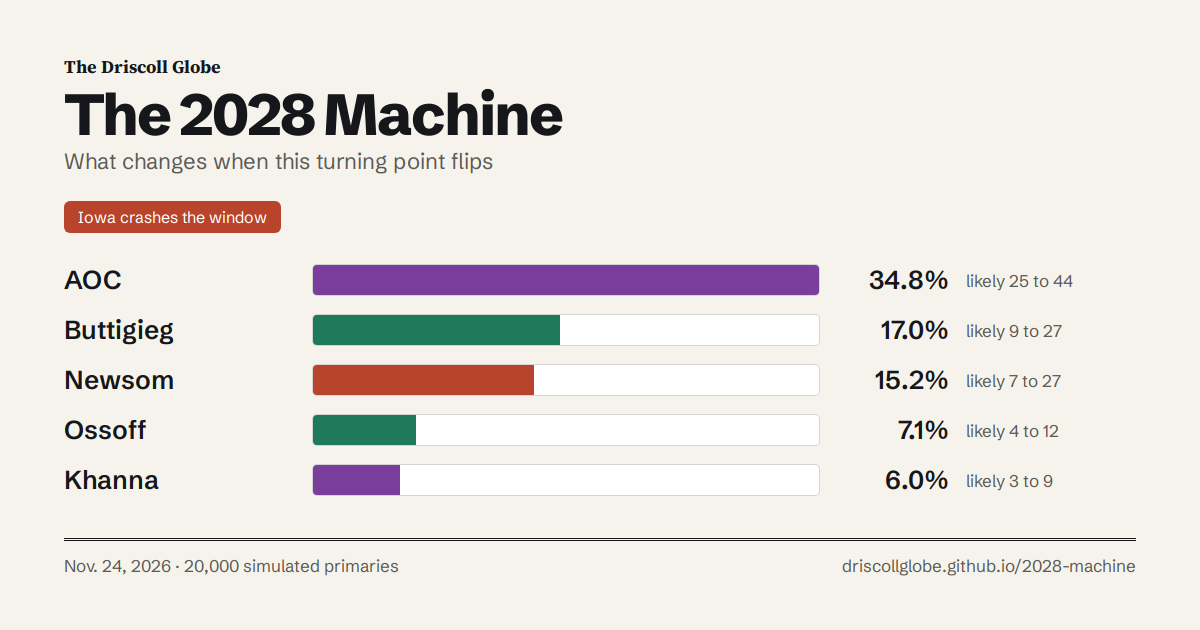 The Driscoll Globe
The 2028 Machine
What changes when this turning point flips
Iowa crashes the window
AOC 34.8% likely 25 to 44
Buttigieg 17.0% likely 9 to 27
Newsom 15.2% likely 7 to 27
Ossoff 7.1% likely 4 to 12
Khanna 6.0% likely 3 to 9
Nov. 24, 2026 · 20,000 simulated primaries driscollglobe.github.io/2028-machine